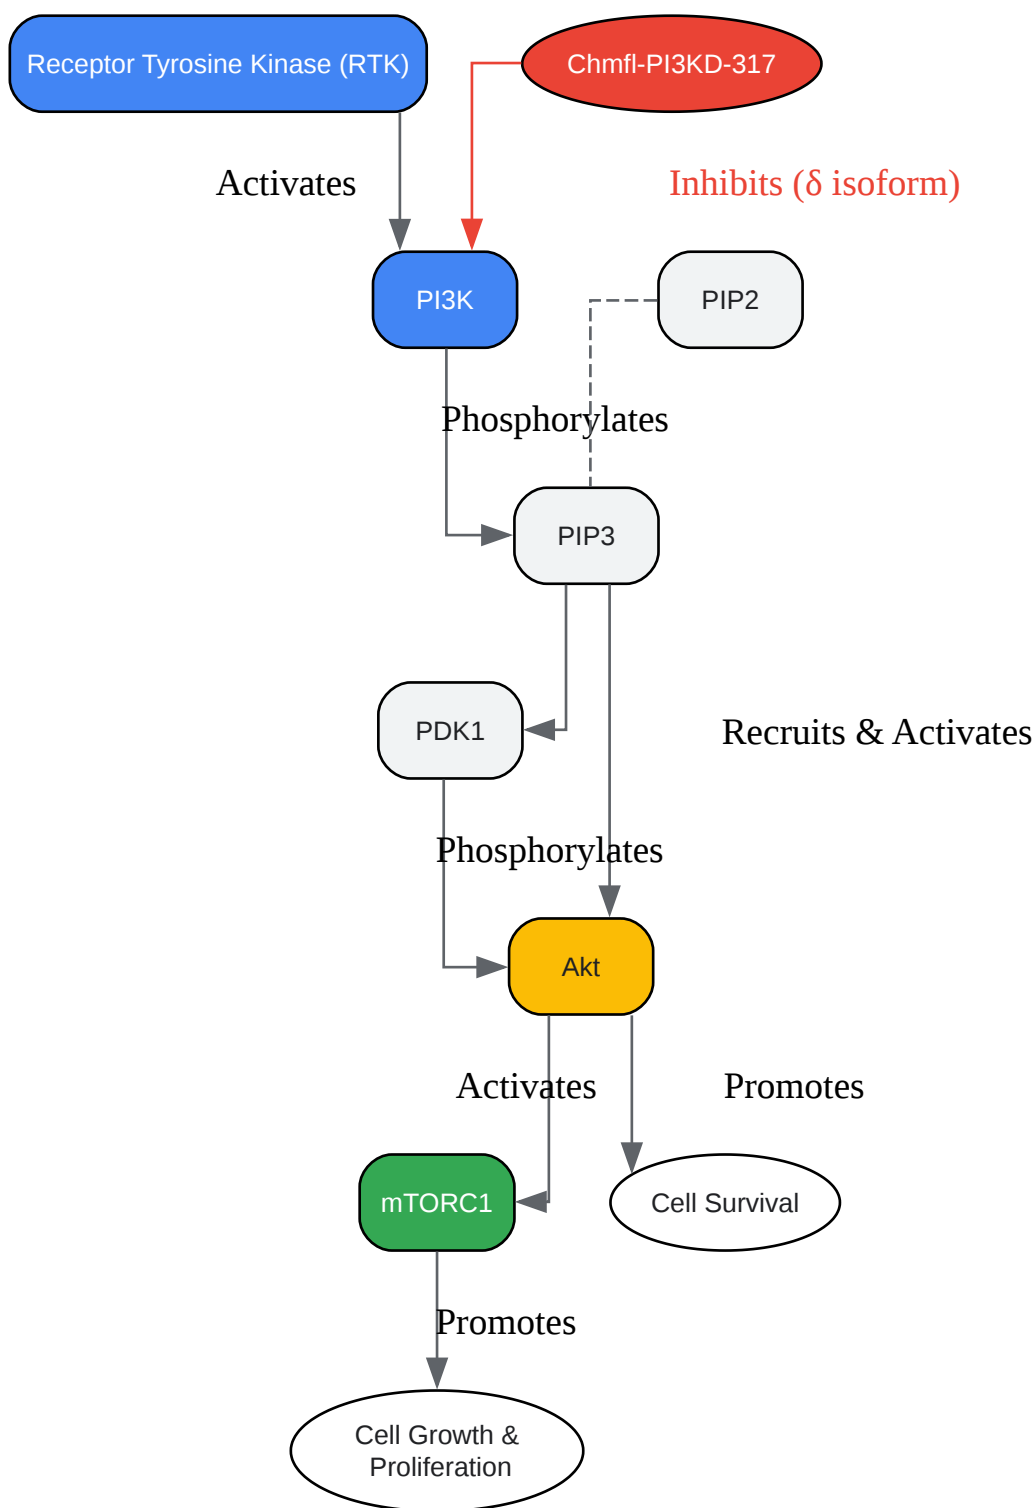 Receptor Tyrosine Kinase (RTK)
Chmfl-PI3KD-317
Activates
Inhibits (δ isoform)
PI3K
PIP2
Phosphorylates
PIP3
PDK1
Recruits & Activates
Phosphorylates
Akt
Activates
Promotes
mTORC1
Cell Survival
Promotes
Cell Growth &
Proliferation